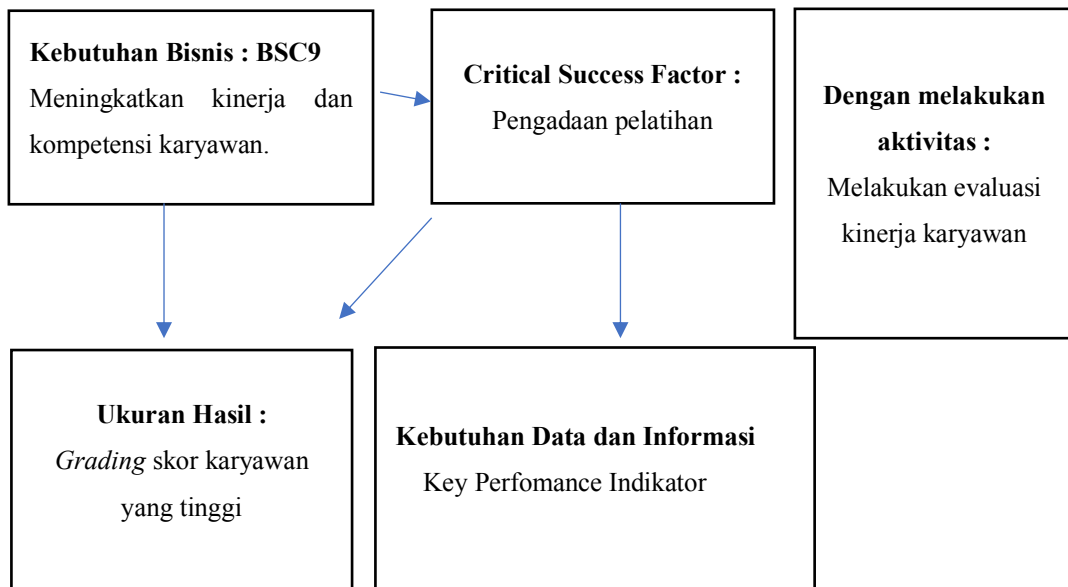 Kebutuhan Bisnis : BSC9
Meningkatkan kinerja dan
kompetensi karyawan.
Critical Success Factor :
Pengadaan pelatihan
Dengan melakukan
aktivitas :
Melakukan evaluasi
kinerja karyawan
Ukuran Hasil :
Grading skor karyawan
yang tinggi
Kebutuhan Data dan Informasi
Key Perfomance Indikator